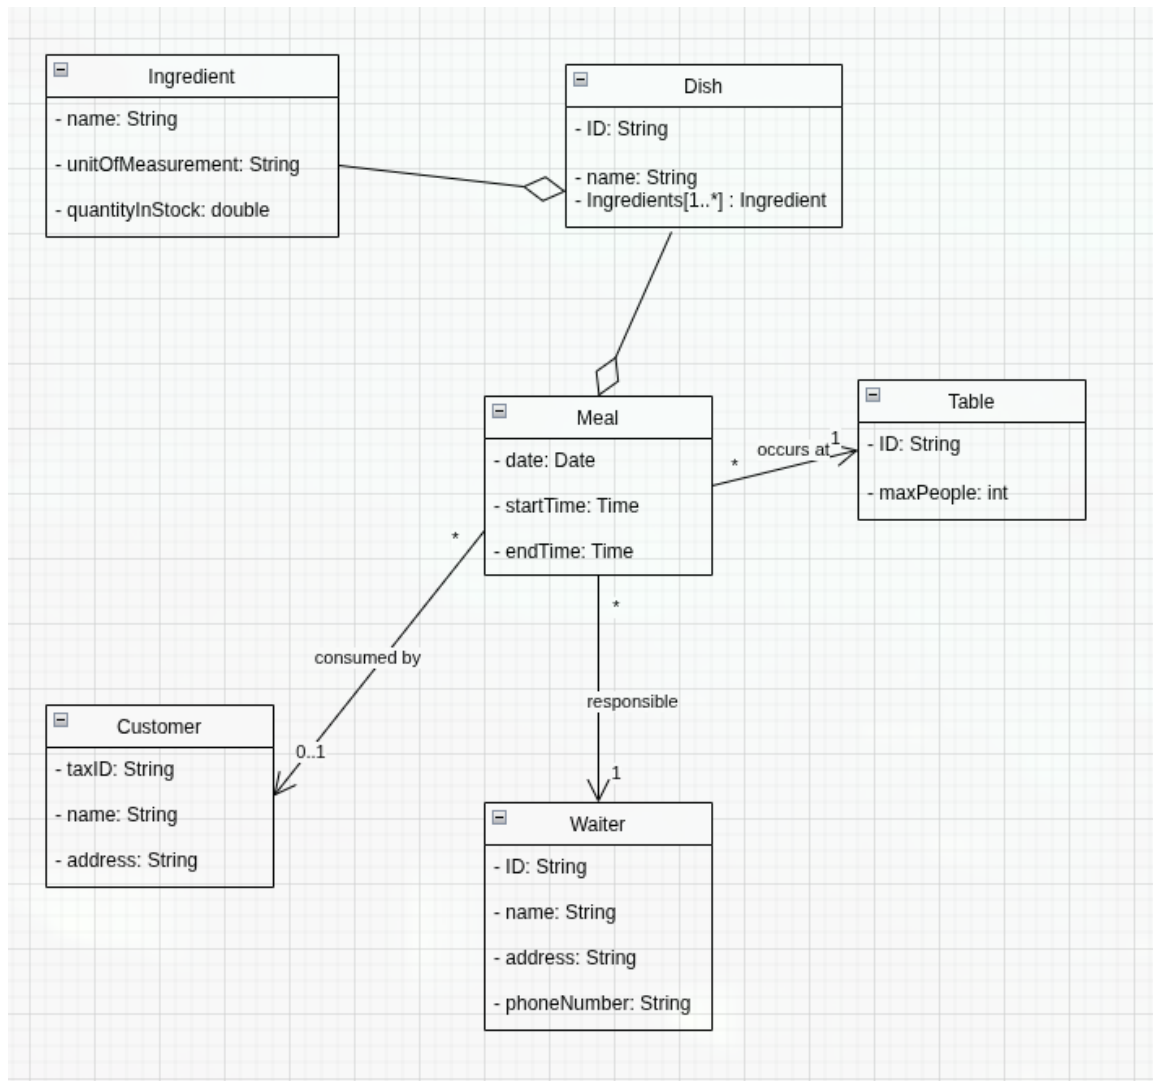 Ingredient
- name: String
- unitOfMeasurement: String
- quantityInStock: double
Dish
- ID: String
- name: String
- Ingredients[1..*] : Ingredient
Meal
- date: Date
- startTime: Time
- endTime: Time
Table
- ID: String
- maxPeople: int
* occurs at 1
*
consumed by
0..1
*
responsible
1
Customer
- taxID: String
- name: String
- address: String
Waiter
- ID: String
- name: String
- address: String
- phoneNumber: String